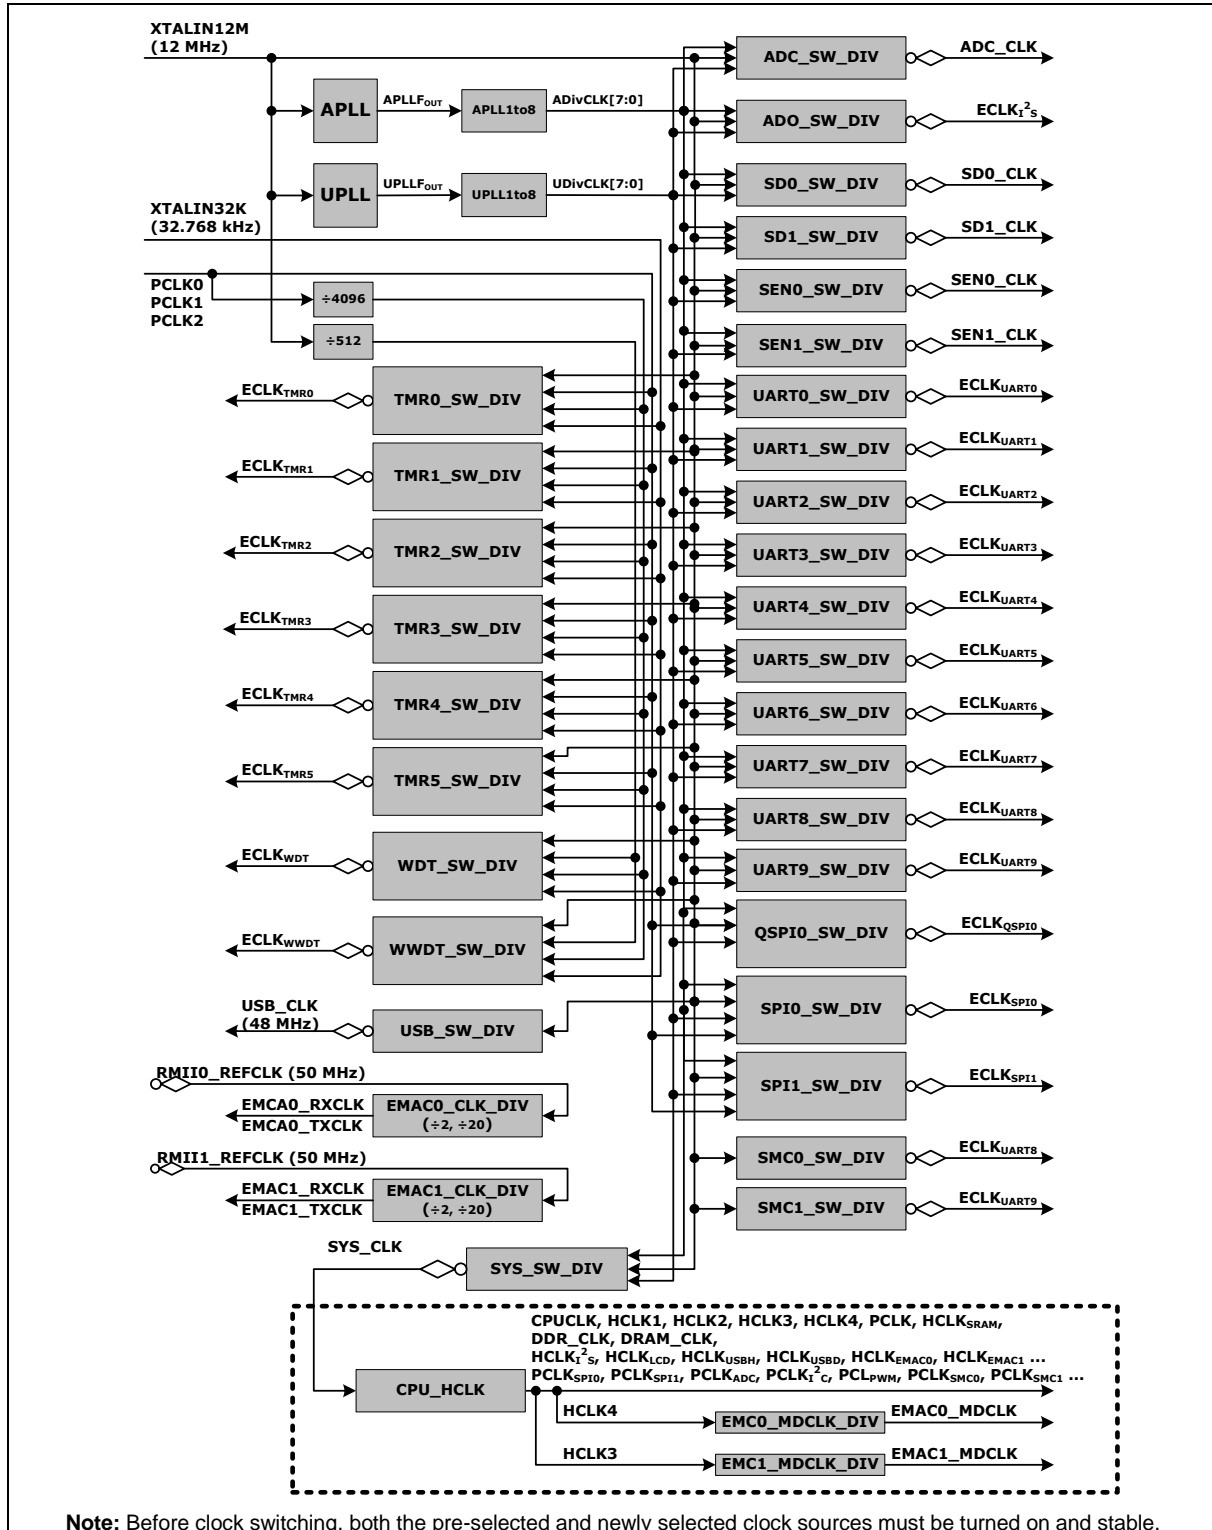 XTALIN12M
(12 MHz)
ADC_SW_DIV
ADC_CLK
APLL
APLLFOUT
APLL1to8
ADivCLK[7:0]
ADO_SW_DIV
ECLKI²S
UPLL
UPLLFOUT
UPLL1to8
UDivCLK[7:0]
SD0_SW_DIV
SD0_CLK
XTALIN32K
(32.768 kHz)
SD1_SW_DIV
SD1_CLK
PCLK0
PCLK1
PCLK2
÷4096
SEN0_SW_DIV
SEN0_CLK
÷512
SEN1_SW_DIV
SEN1_CLK
ECLKTMR0
TMR0_SW_DIV
UART0_SW_DIV
ECLKUART0
ECLKTMR1
TMR1_SW_DIV
UART1_SW_DIV
ECLKUART1
UART2_SW_DIV
ECLKUART2
ECLKTMR2
TMR2_SW_DIV
UART3_SW_DIV
ECLKUART3
ECLKTMR3
TMR3_SW_DIV
UART4_SW_DIV
ECLKUART4
UART5_SW_DIV
ECLKUART5
ECLKTMR4
TMR4_SW_DIV
UART6_SW_DIV
ECLKUART6
ECLKTMR5
TMR5_SW_DIV
UART7_SW_DIV
ECLKUART7
UART8_SW_DIV
ECLKUART8
ECLKWDT
WDT_SW_DIV
UART9_SW_DIV
ECLKUART9
ECLKWWDT
WWDT_SW_DIV
QSPI0_SW_DIV
ECLKQSPI0
USB_CLK
(48 MHz)
USB_SW_DIV
SPI0_SW_DIV
ECLKSPI0
RMII0_REFCLK (50 MHz)
EMCA0_RXCLK
EMCA0_TXCLK
EMAC0_CLK_DIV
(÷2, ÷20)
SPI1_SW_DIV
ECLKSPI1
RMII1_REFCLK (50 MHz)
SMC0_SW_DIV
ECLKUART8
EMAC1_RXCLK
EMAC1_TXCLK
EMAC1_CLK_DIV
(÷2, ÷20)
SMC1_SW_DIV
ECLKUART9
SYS_CLK
SYS_SW_DIV
CPUCLK, HCLK1, HCLK2, HCLK3, HCLK4, PCLK, HCLKSRAM,
DDR_CLK, DRAM_CLK,
HCLKI²S, HCLKLCD, HCLKUSBH, HCLKUSBD, HCLKEMAC0, HCLKEMAC1 ...
PCLKSPI0, PCLKSPI1, PCLKADC, PCLKI²C, PCLPWM, PCLKSMC0, PCLKSMC1 ...
CPU_HCLK
HCLK4
EMC0_MDCLK_DIV
EMAC0_MDCLK
HCLK3
EMC1_MDCLK_DIV
EMAC1_MDCLK
Note: Before clock switching, both the pre-selected and newly selected clock sources must be turned on and stable.